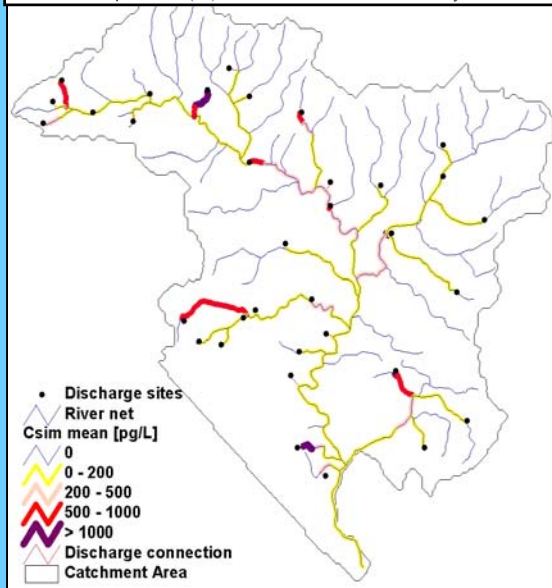 Discharge sites
River net
Csim mean [pg/L]
0
0 - 200
200 - 500
500 - 1000
> 1000
Discharge connection
Catchment Area